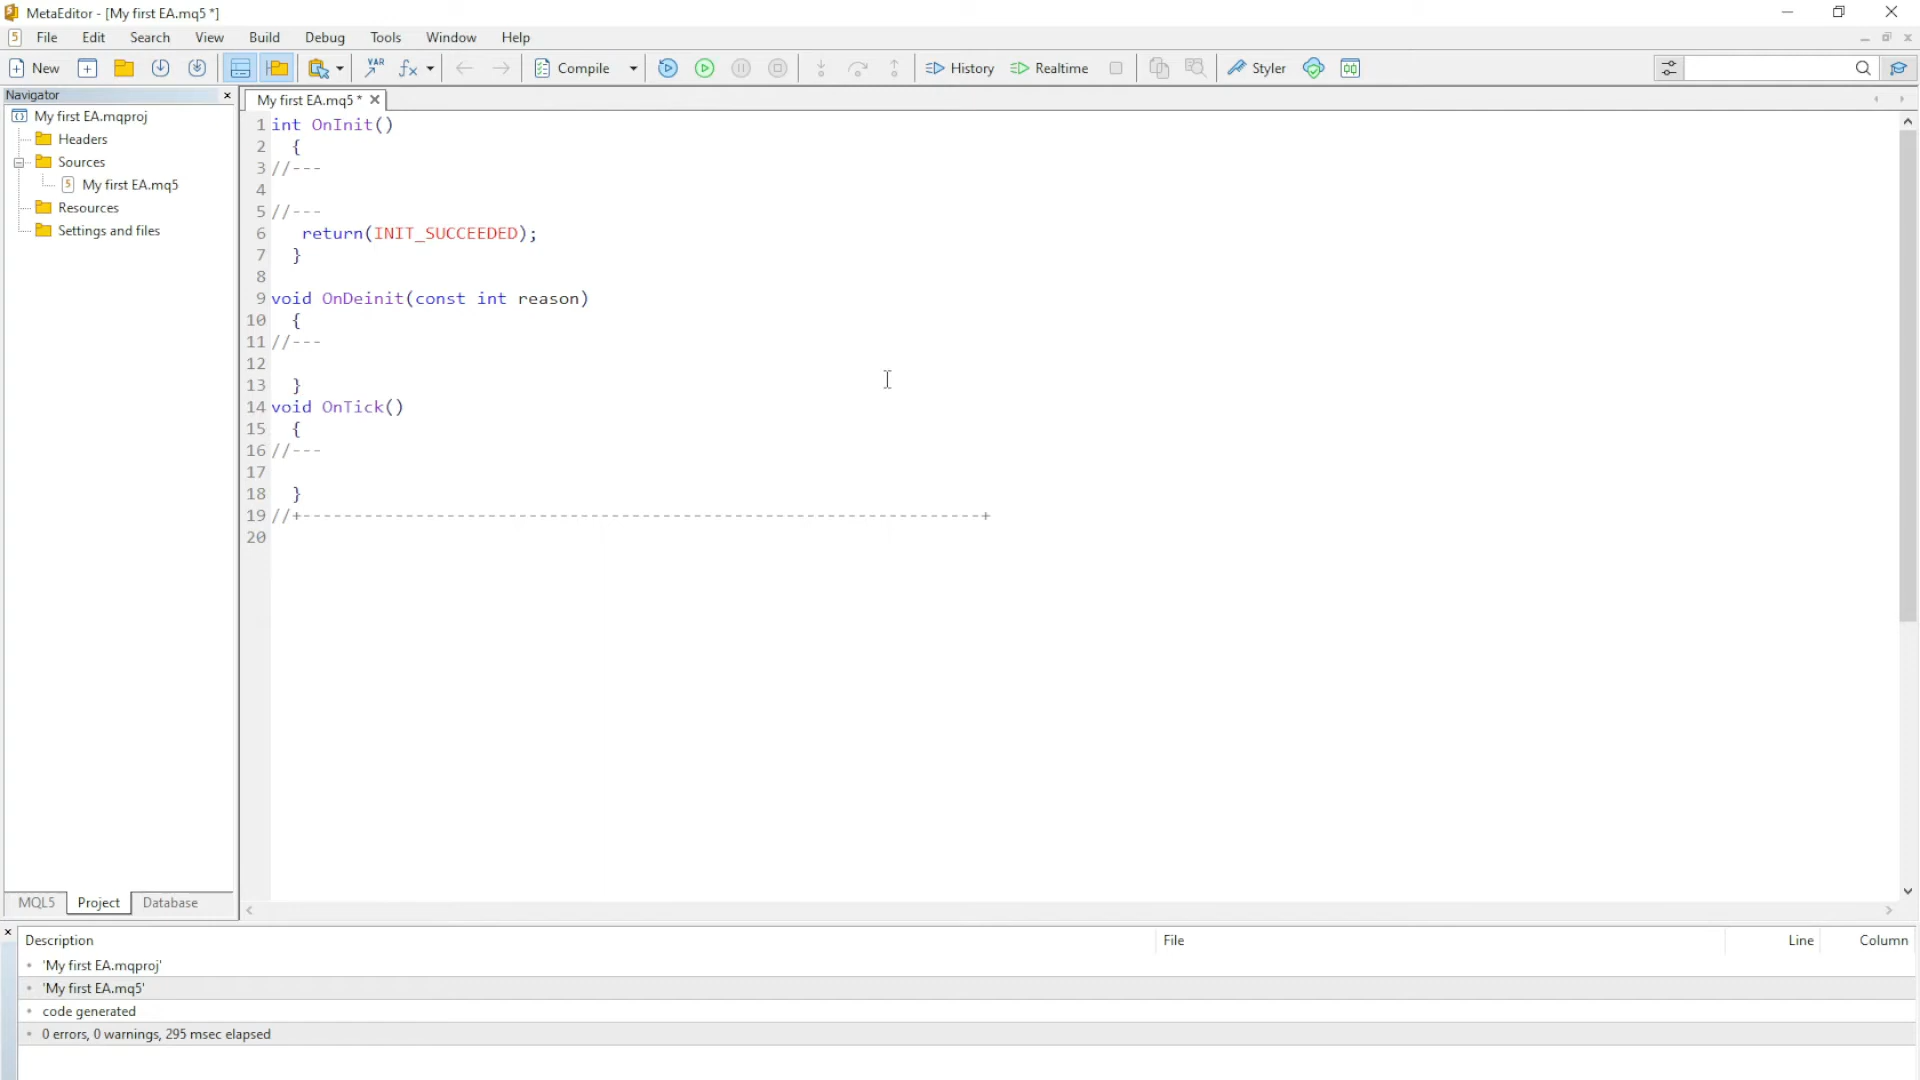 MetaEditor - [My first EA.mq5 *]
File Edit Search View Build Debug Tools Window Help
New VAR fx Compile History Realtime Styler
Navigator
My first EA.mqproj
Headers
Sources
My first EA.mq5
Resources
Settings and files
MQL5 Project Database
My first EA.mq5 *
1 int OnInit()
2 {
3 //---
4
5 //---
6 return(INIT_SUCCEEDED);
7 }
8
9 void OnDeinit(const int reason)
10 {
11 //---
12
13 }
14 void OnTick()
15 {
16 //---
17
18 }
19 //+------------------------------------------------------------------+
20
Description File Line Column
'My first EA.mqproj'
'My first EA.mq5'
code generated
0 errors, 0 warnings, 295 msec elapsed